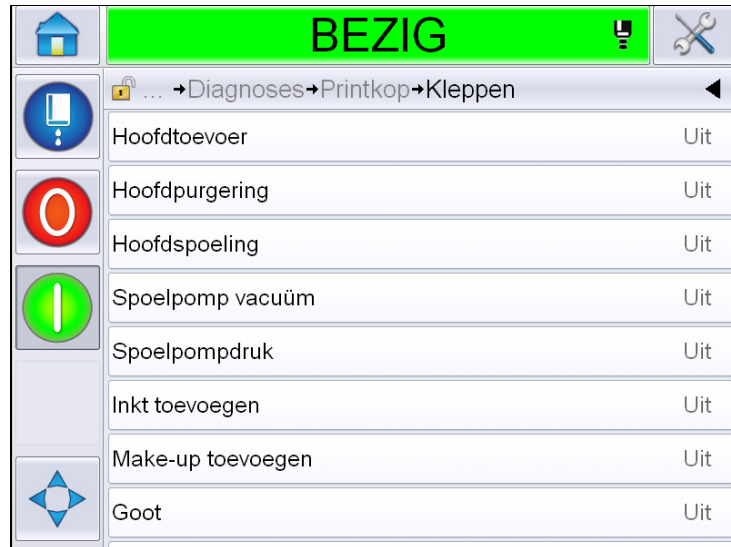 BEZIG
... →Diagnoses→Printkop→Kleppen
Hoofdtoevoer Uit
Hoofdpurgering Uit
Hoofdspoeling Uit
Spoelpomp vacuüm Uit
Spoelpompdruk Uit
Inkt toevoegen Uit
Make-up toevoegen Uit
Goot Uit